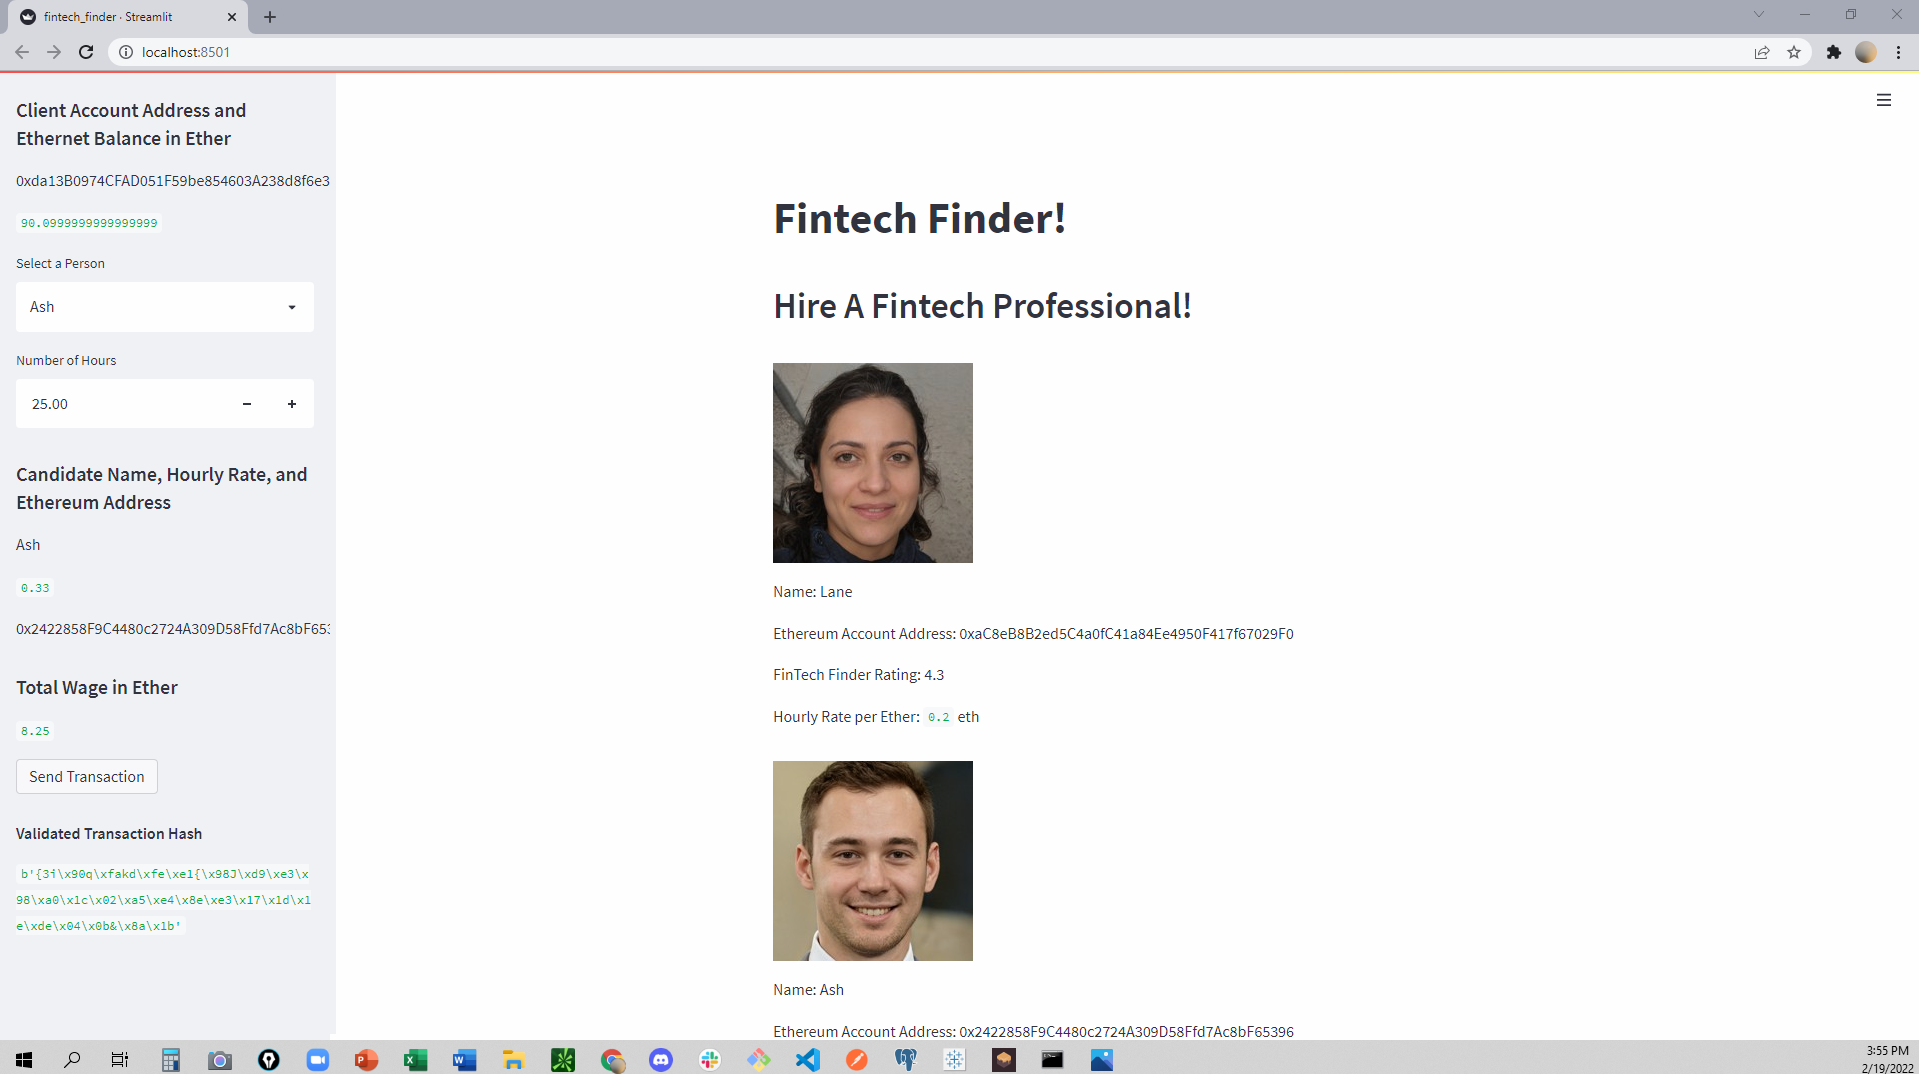 fintech_finder · Streamlit
localhost:8501
Client Account Address and
Ethernet Balance in Ether
0xda13B0974CFAD051F59be854603A238d8f6e3
90.0999999999999999
Select a Person
Ash
Number of Hours
25.00
Candidate Name, Hourly Rate, and
Ethereum Address
Ash
0.33
0x2422858F9C4480c2724A309D58Ffd7Ac8bF653
Total Wage in Ether
8.25
Send Transaction
Validated Transaction Hash
b'{3i\x90q\xfakd\xfe\xe1{\x98J\xd9\xe3\x
98\xa0\x1c\x02\xa5\xe4\x8e\xe3\x17\x1d\x1
e\xde\x04\x0b&\x8a\x1b'
Fintech Finder!
Hire A Fintech Professional!
Name: Lane
Ethereum Account Address: 0xaC8eB8B2ed5C4a0fC41a84Ee4950F417f67029F0
FinTech Finder Rating: 4.3
Hourly Rate per Ether: 0.2 eth
Name: Ash
Ethereum Account Address: 0x2422858F9C4480c2724A309D58Ffd7Ac8bF65396
3:55 PM
2/19/2022